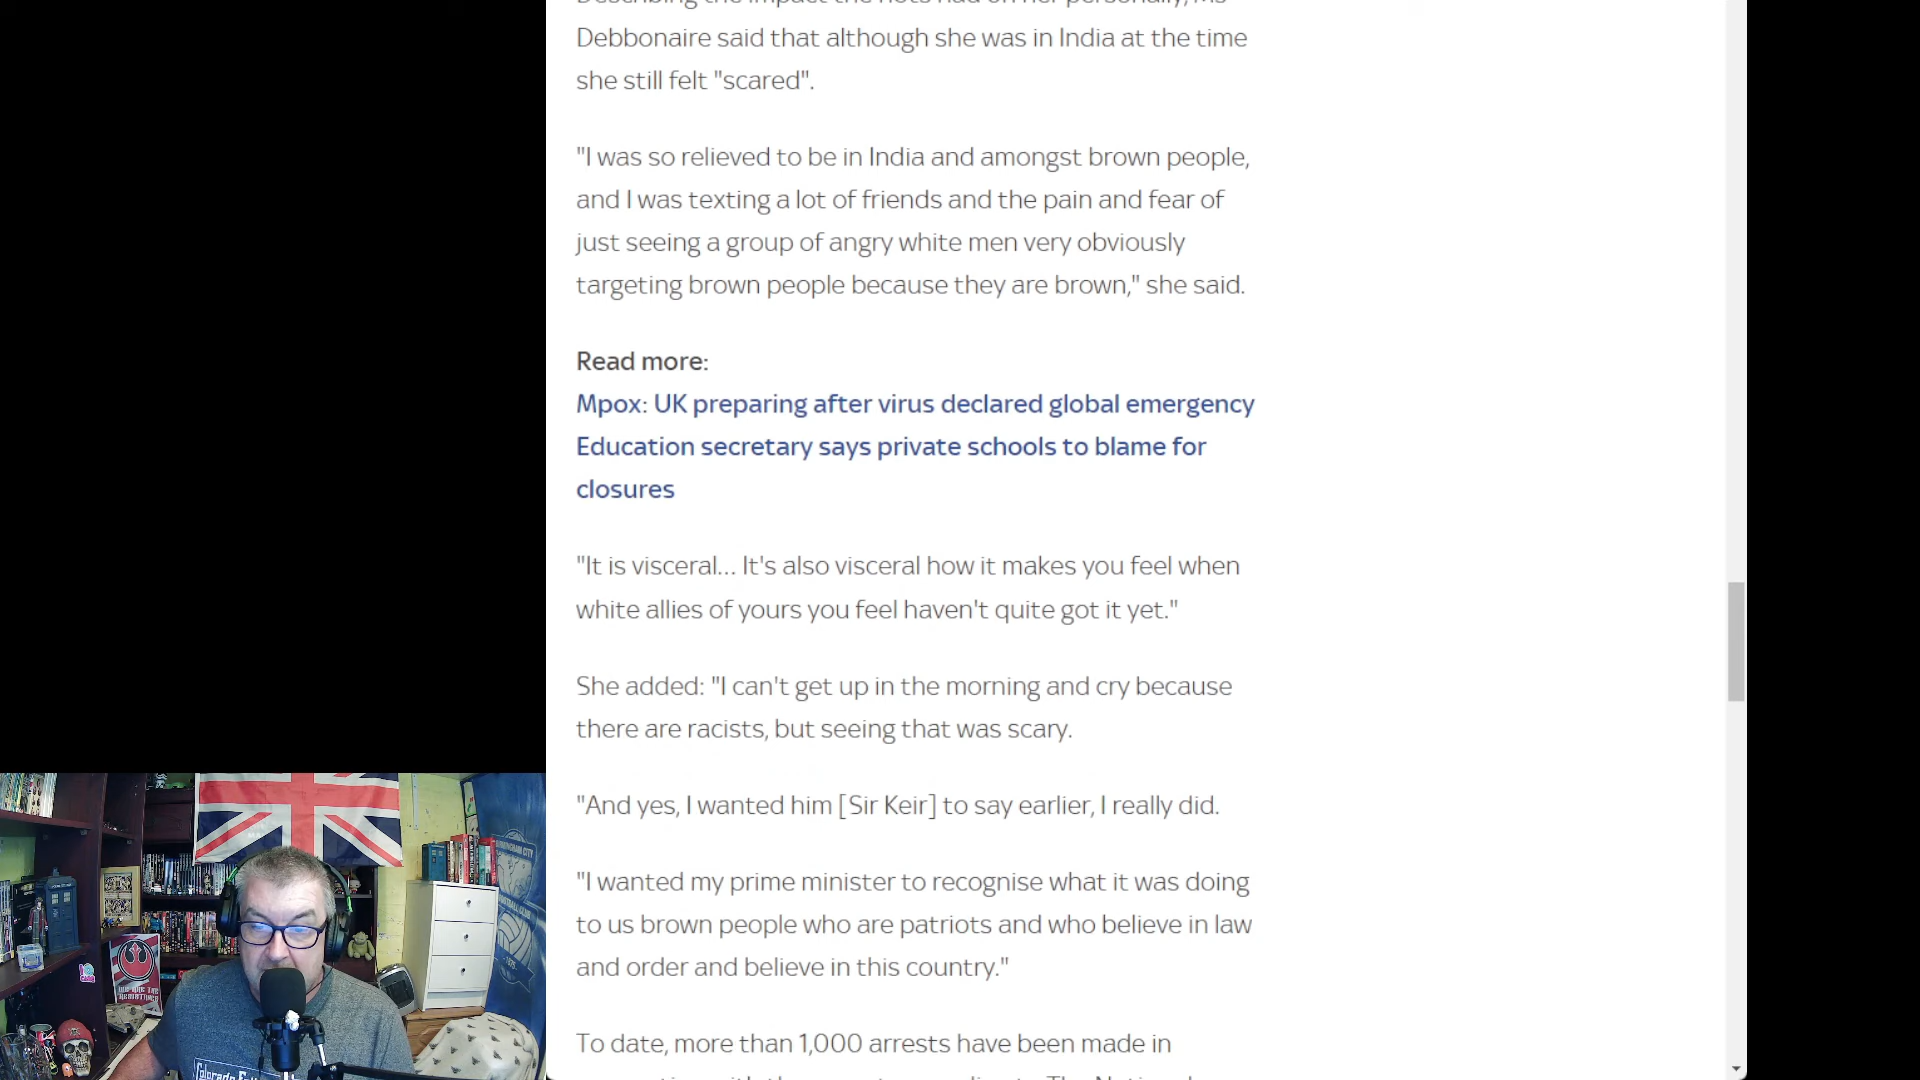 Debbonaire said that although she was in India at the time
she still felt "scared".
"I was so relieved to be in India and amongst brown people,
and I was texting a lot of friends and the pain and fear of
just seeing a group of angry white men very obviously
targeting brown people because they are brown," she said.
Read more:
Mpox: UK preparing after virus declared global emergency
Education secretary says private schools to blame for
closures
"It is visceral... It's also visceral how it makes you feel when
white allies of yours you feel haven't quite got it yet."
She added: "I can't get up in the morning and cry because
there are racists, but seeing that was scary.
"And yes, I wanted him [Sir Keir] to say earlier, I really did.
"I wanted my prime minister to recognise what it was doing
to us brown people who are patriots and who believe in law
and order and believe in this country."
To date, more than 1,000 arrests have been made in